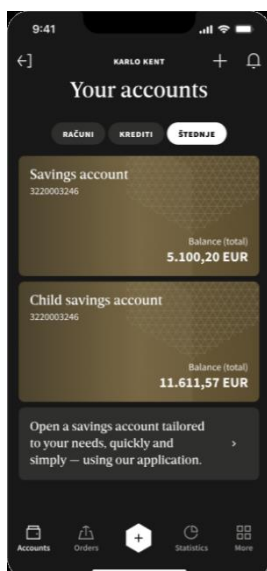 9:41
KARLO KENT
Your accounts
RAČUNI KREDITI ŠTEDNJE
Savings account
3220003246
Balance (total)
5.100,20 EUR
Child savings account
3220003246
Balance (total)
11.611,57 EUR
Open a savings account tailored
to your needs, quickly and
simply — using our application.
Accounts Orders Statistics More